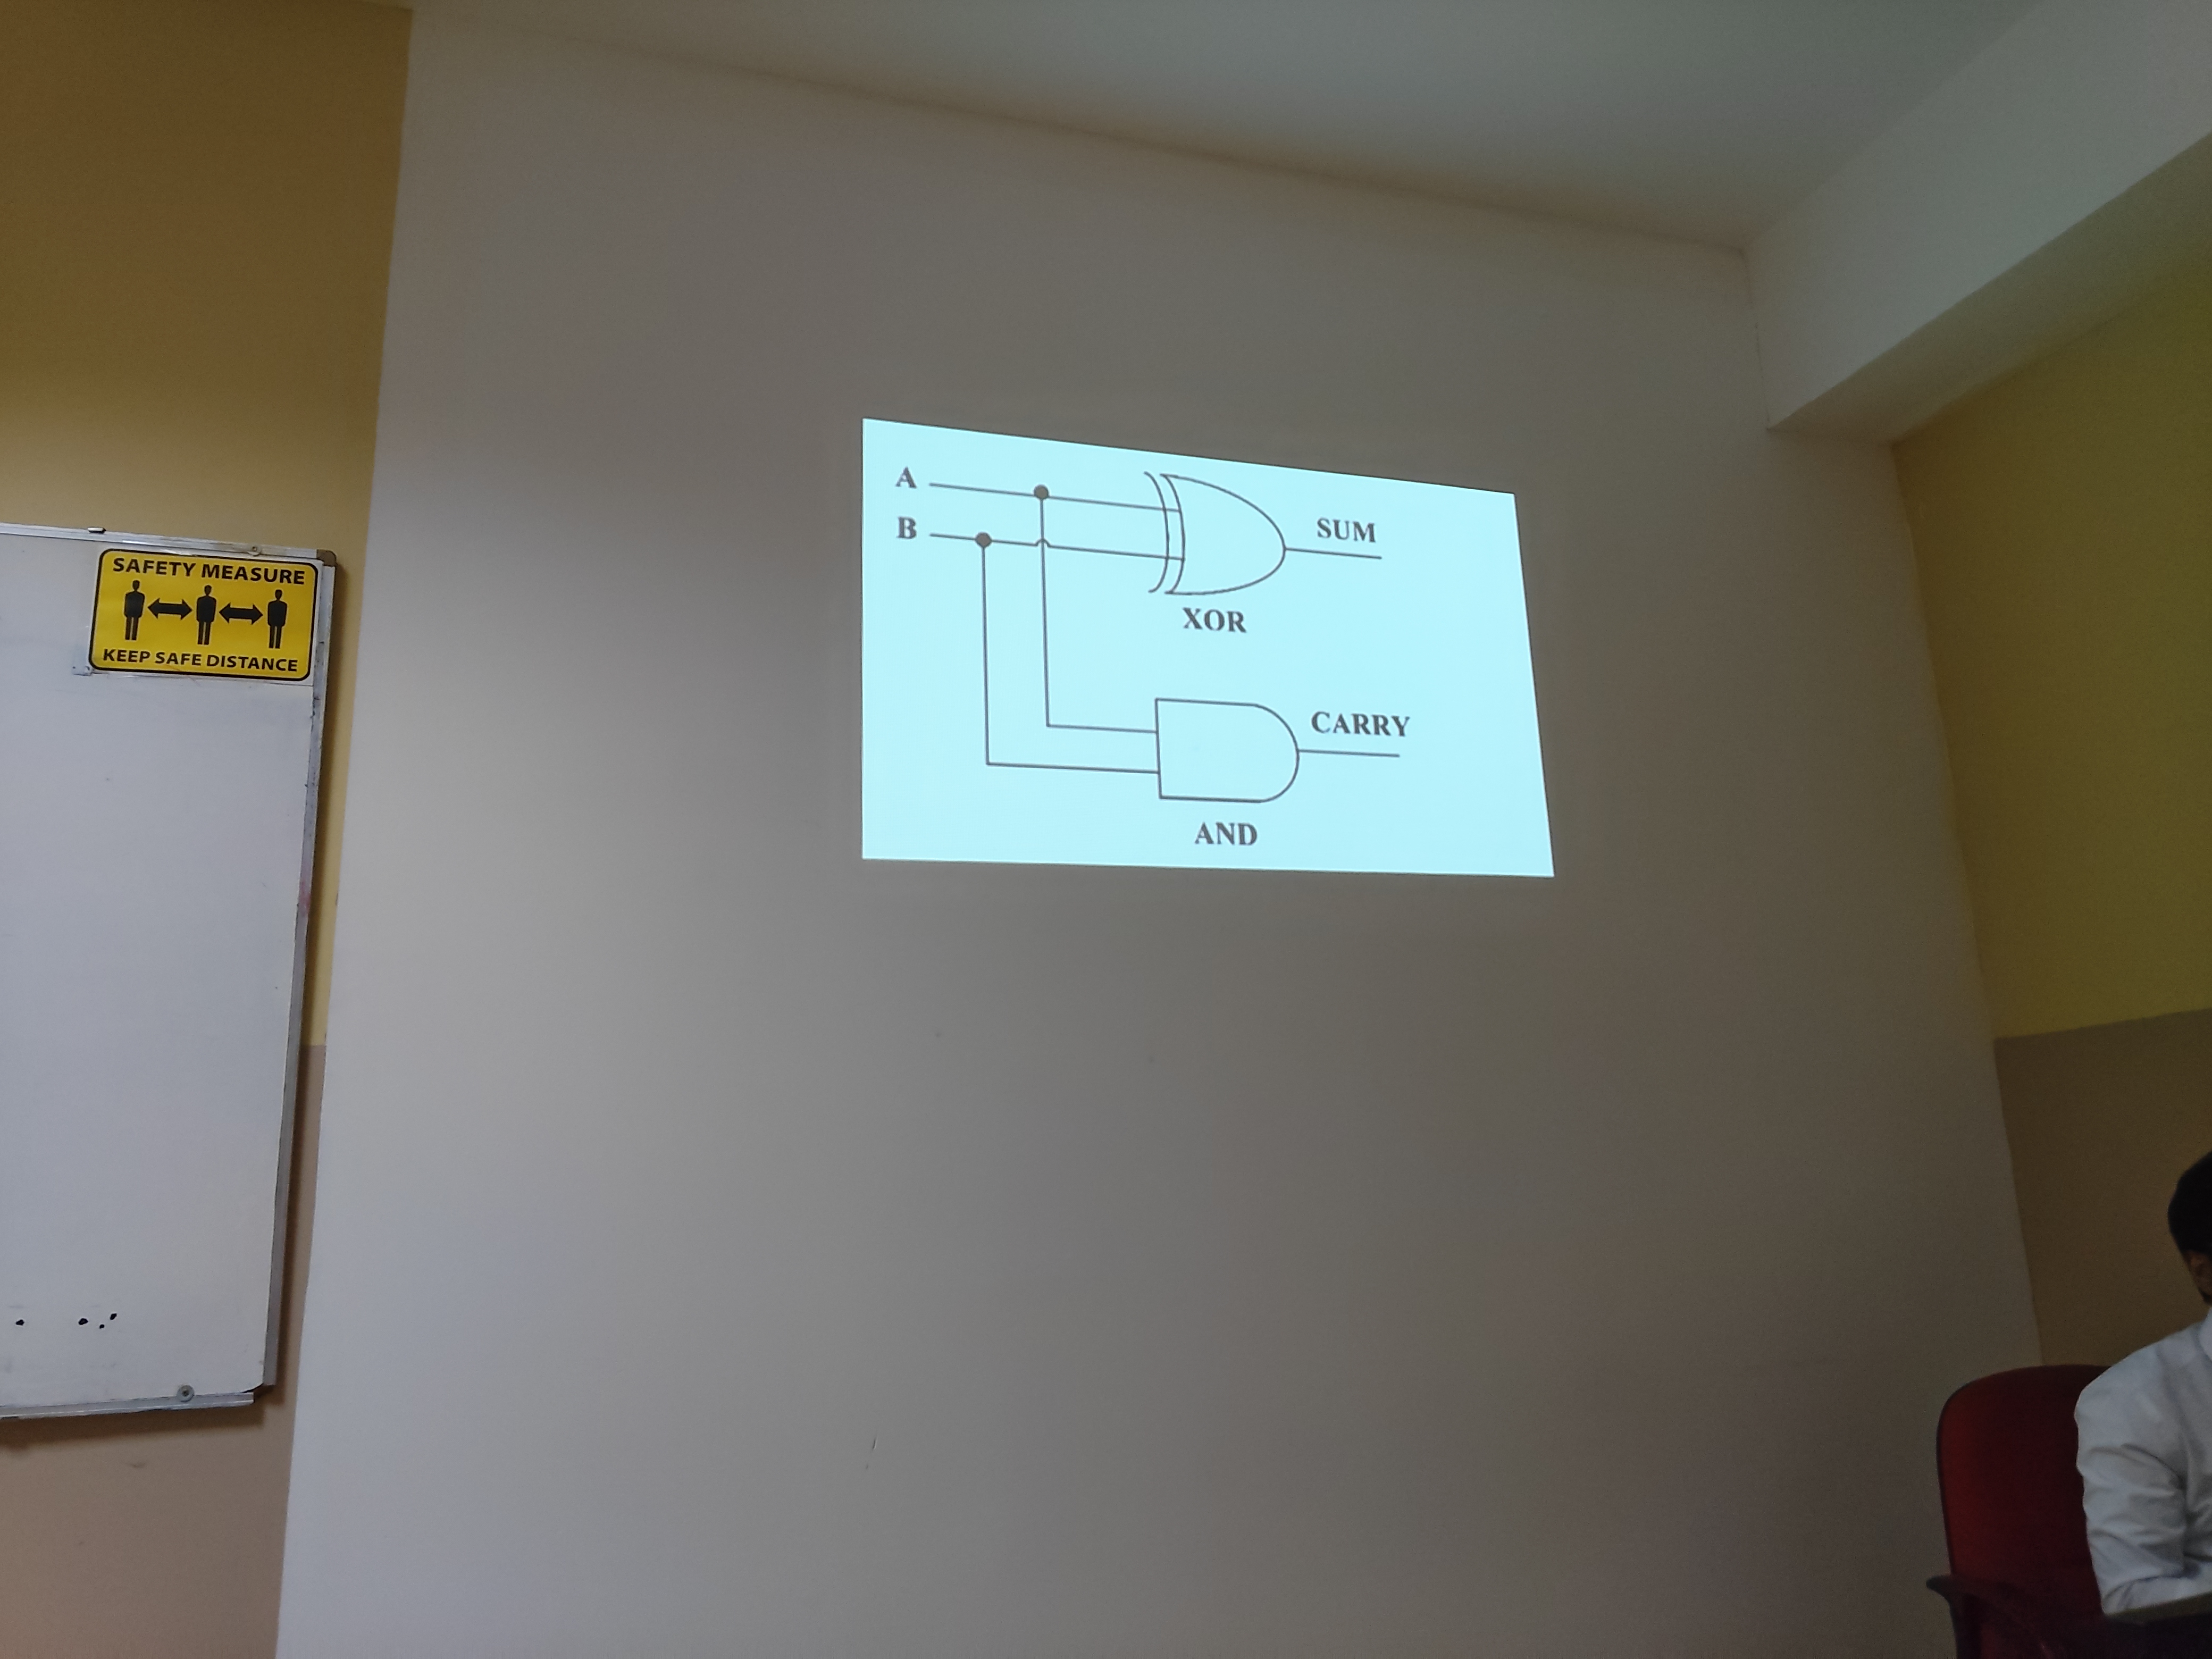 SAFETY MEASURE
KEEP SAFE DISTANCE
A
B
SUM
XOR
CARRY
AND